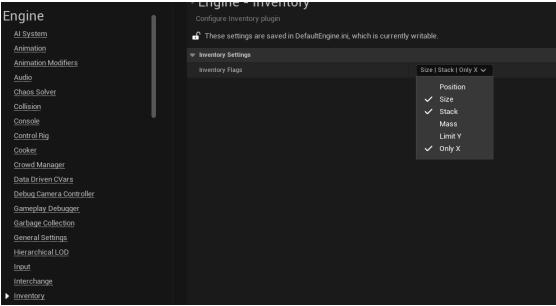 Engine
AI System
Animation
Animation Modifiers
Audio
Chaos Solver
Collision
Console
Control Rig
Cooker
Crowd Manager
Data Driven CVars
Debug Camera Controller
Gameplay Debugger
Garbage Collection
General Settings
Hierarchical LOD
Input
Interchange
Inventory
Engine - Inventory
Configure Inventory plugin
These settings are saved in DefaultEngine.ini, which is currently writable.
Inventory Settings
Inventory Flags
Size | Stack | Only X
Position
Size
Stack
Mass
Limit Y
Only X